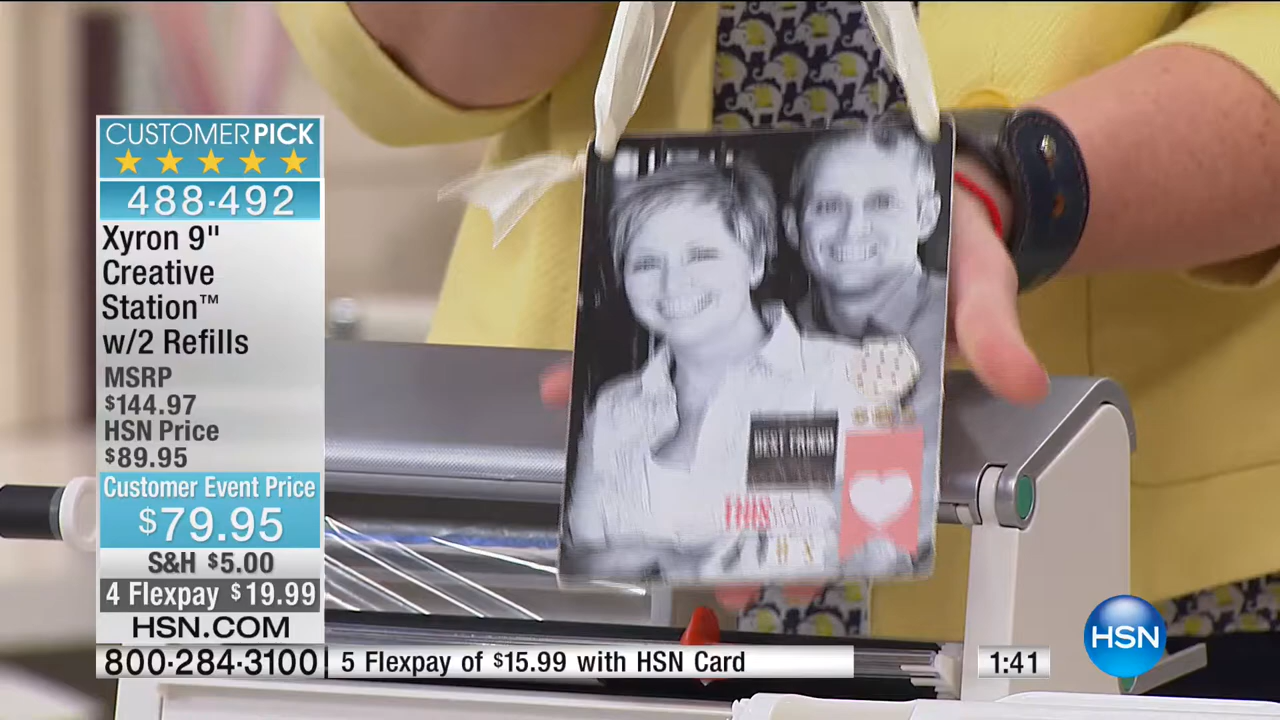 CUSTOMER PICK
488-492
Xyron 9"
Creative
Station™
w/2 Refills
MSRP
$144.97
HSN Price
$89.95
Customer Event Price
$79.95
S&H $5.00
4 Flexpay $19.99
HSN.COM
800·284·3100
5 Flexpay of $15.99 with HSN Card
1:41
HSN
BEST FRIEND